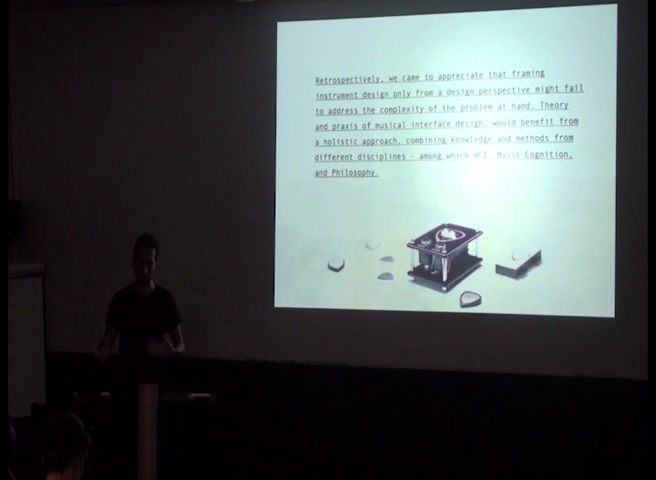 Retrospectively, we came to appreciate that framing
instrument design only from a design perspective might fail
to address the complexity of the problem at hand. Theory
and praxis of musical interface design, would benefit from
a holistic approach, combining knowledge and methods from
different disciplines - among which HCI, Music Cognition,
and Philosophy.